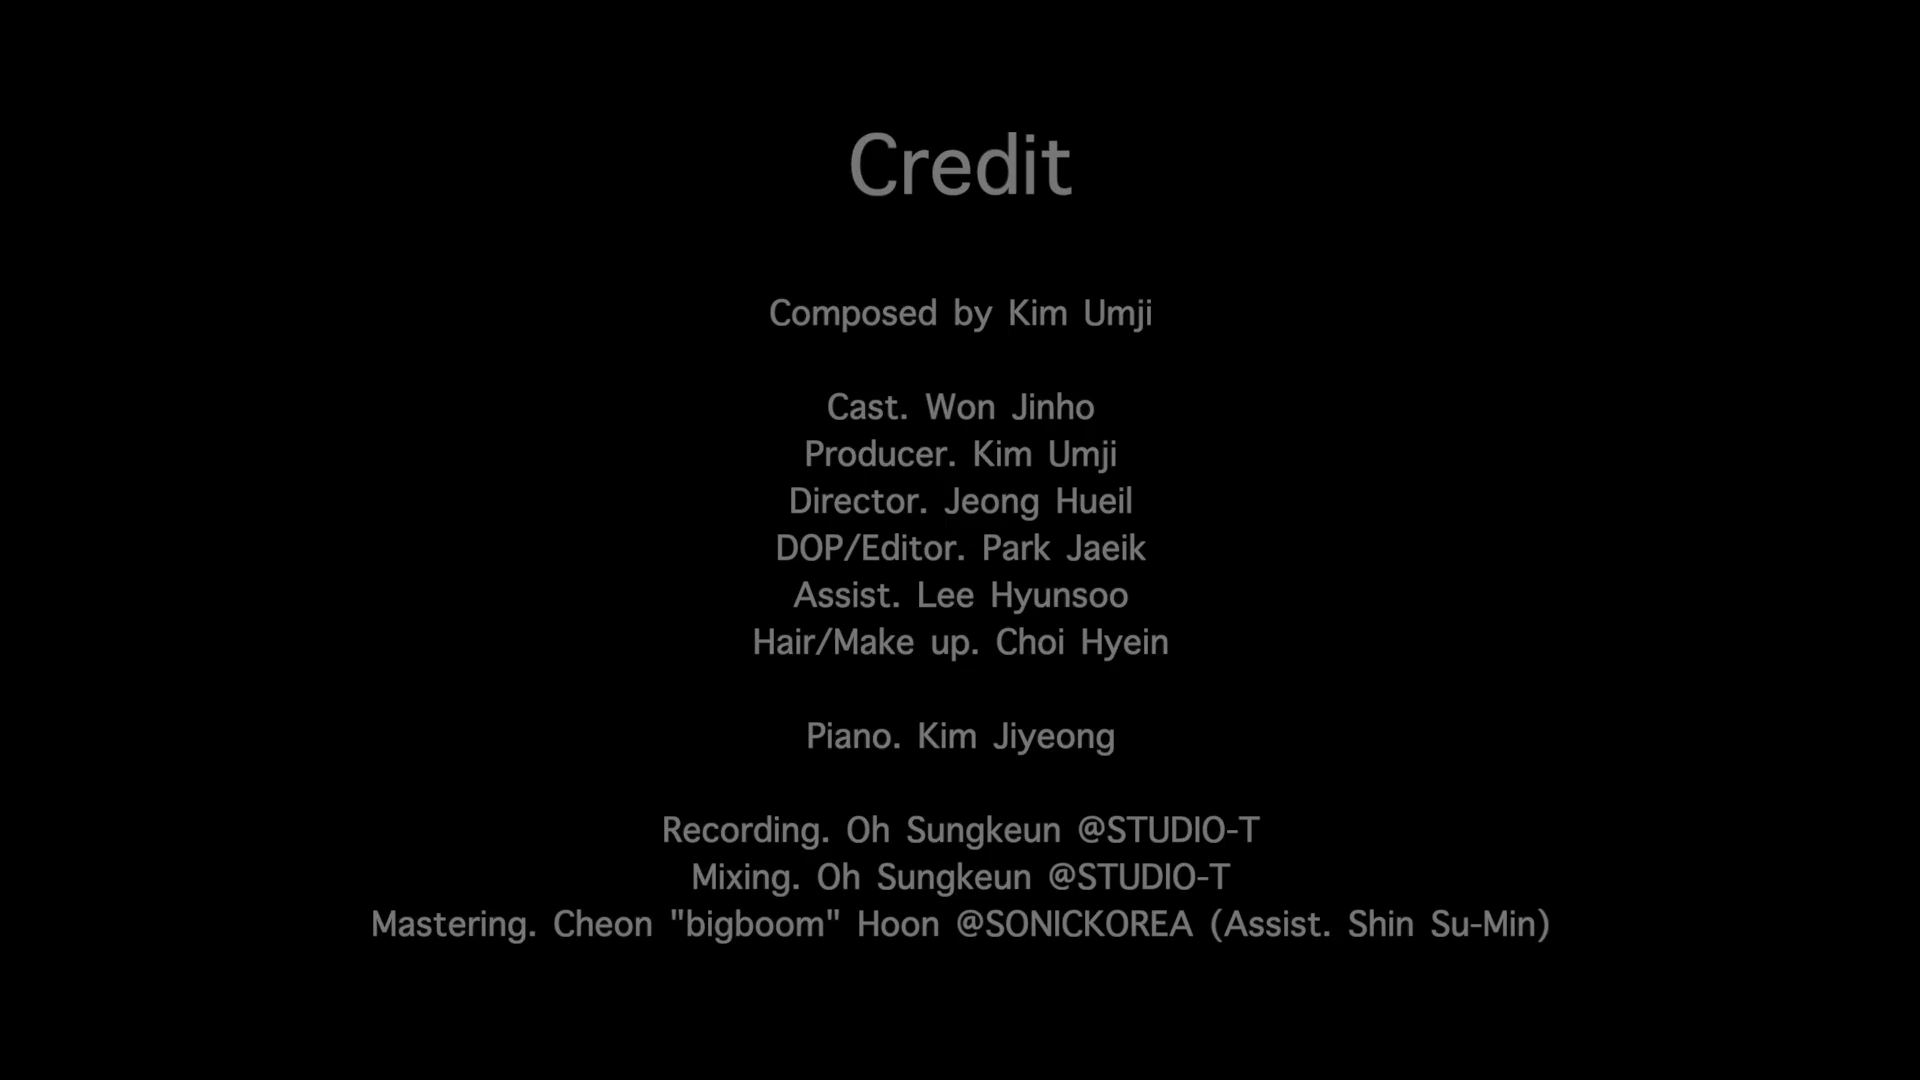 Credit
Composed by Kim Umji
Cast. Won Jinho
Producer. Kim Umji
Director. Jeong Hueil
DOP/Editor. Park Jaeik
Assist. Lee Hyunsoo
Hair/Make up. Choi Hyein
Piano. Kim Jiyeong
Recording. Oh Sungkeun @STUDIO-T
Mixing. Oh Sungkeun @STUDIO-T
Mastering. Cheon "bigboom" Hoon @SONICKOREA (Assist. Shin Su-Min)